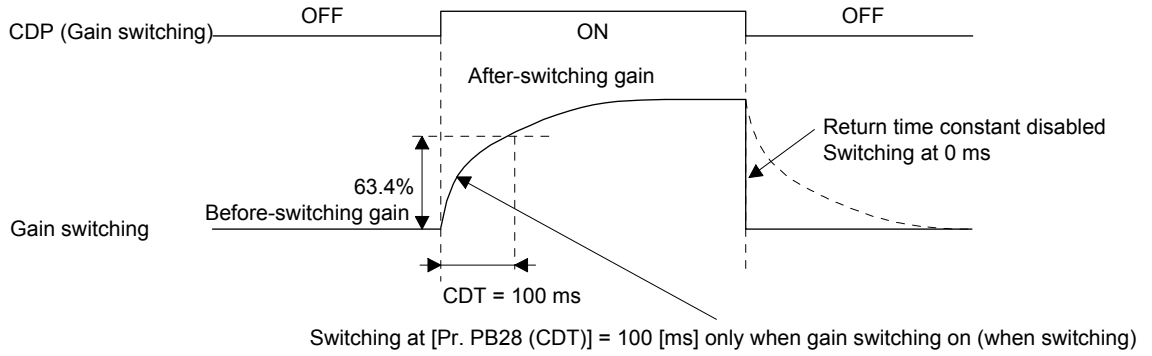 OFF
OFF
CDP (Gain switching)
ON
After-switching gain
Return time constant disabled
Switching at 0 ms
63.4%
Before-switching gain
Gain switching
CDT = 100 ms
Switching at [Pr. PB28 (CDT)] = 100 [ms] only when gain switching on (when switching)